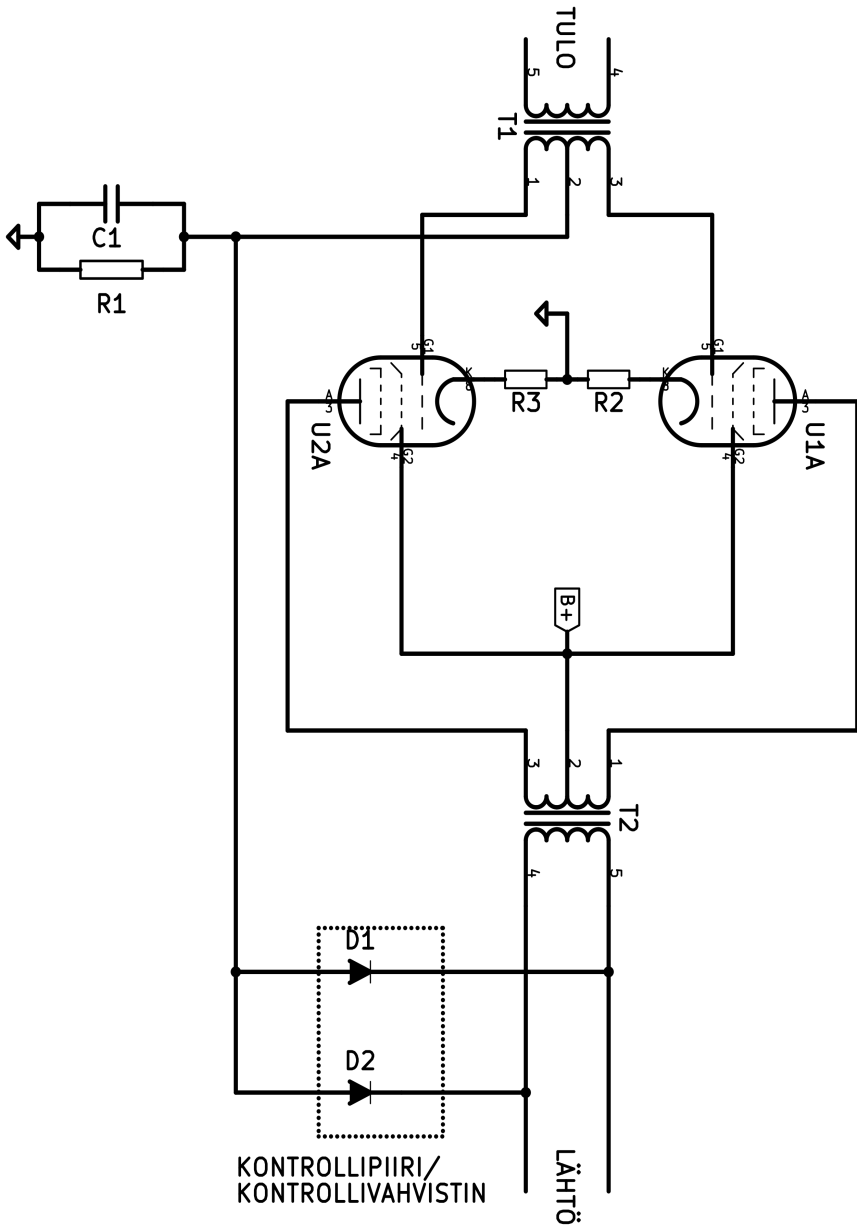 TULO
5
4
T1
1
2
3
C1
R1
G1
5
G1
5
K
8
K
8
R3
R2
A
3
A
3
U2A
U1A
4
G2
4
G2
B+
3
2
1
T2
4
5
D1
D2
KONTROLLIPIIRI/
KONTROLLIVAHVISTIN
LÄHTÖ